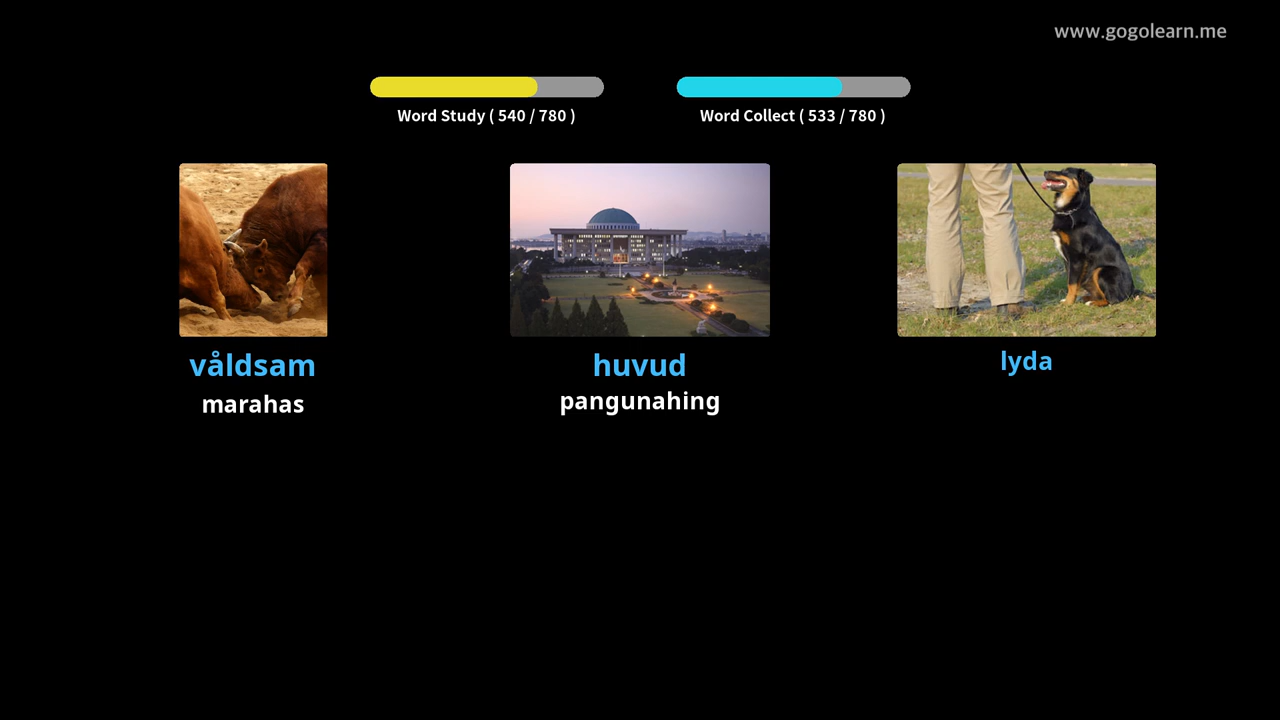 www.gogolearn.me
Word Study ( 540 / 780 )
Word Collect ( 533 / 780 )
våldsam
marahas
huvud
pangunahing
lyda